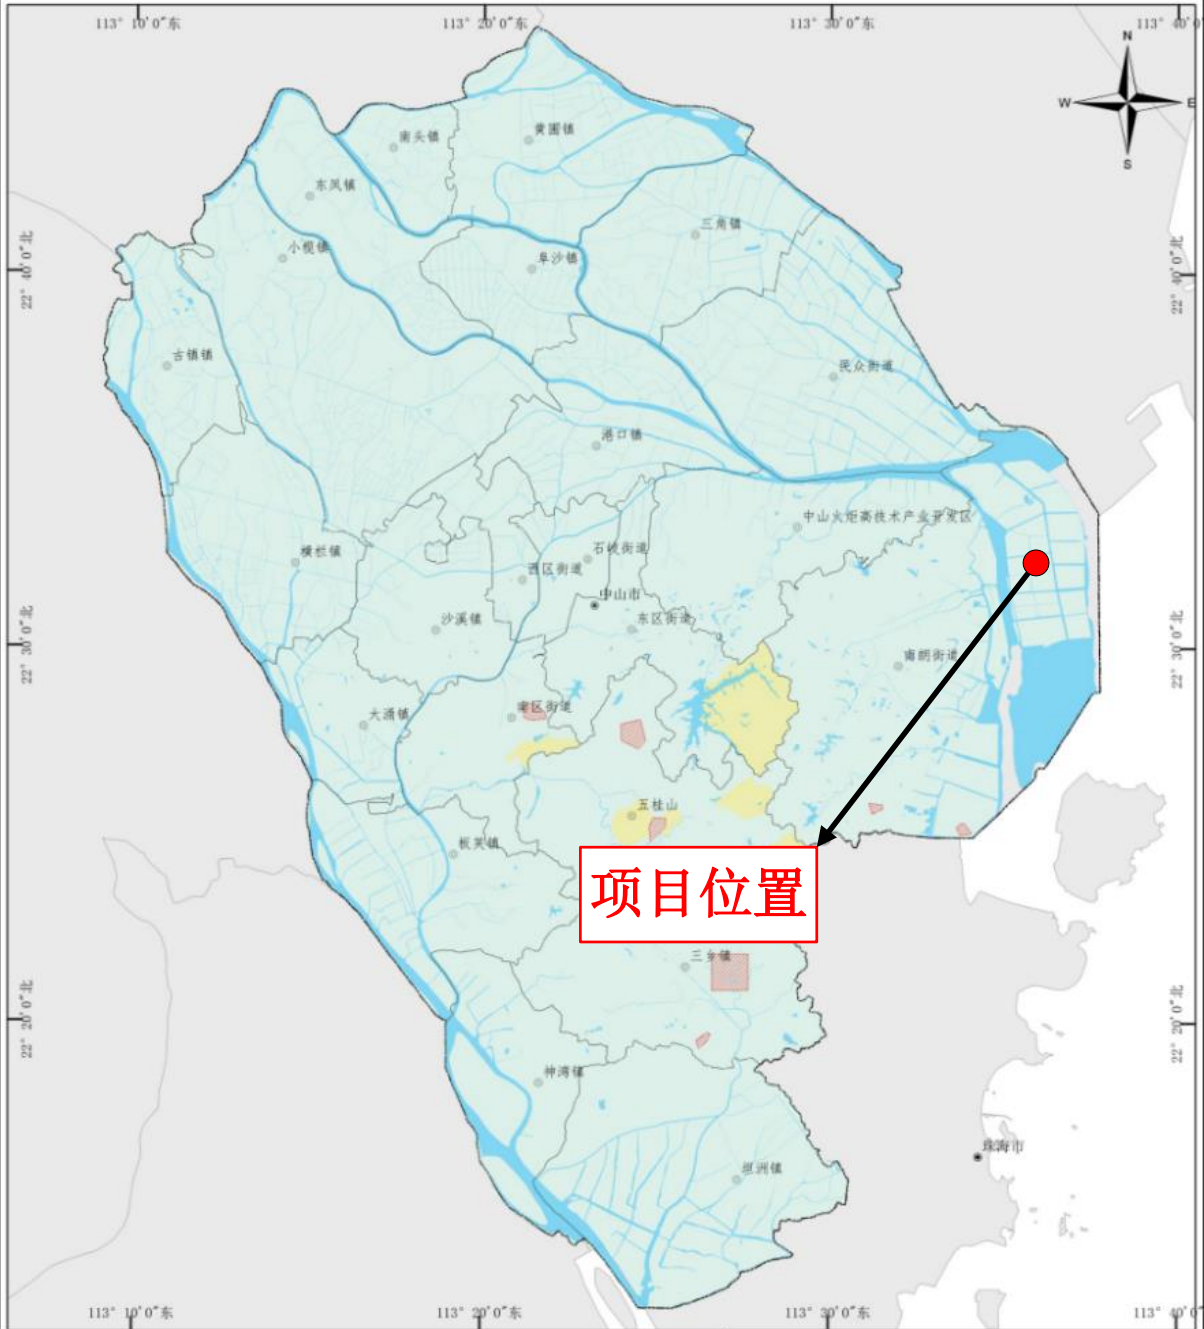 113° 10′0″东
113° 20′0″东
113° 30′0″东
113° 40′0″
N
W
E
S
南头镇
黄圃镇
东凤镇
三角镇
小榄镇
阜沙镇
22° 40′0″北
22° 40′0″北
古镇镇
民众街道
港口镇
中山火炬高技术产业开发区
横栏镇
石岐街道
西区街道
中山市
沙溪镇
东区街道
22° 30′0″北
22° 30′0″北
南朗街道
大涌镇
南区街道
五桂山
板芙镇
项目位置
三乡镇
22° 20′0″北
22° 20′0″北
神湾镇
珠海市
坦洲镇
113° 10′0″东
113° 20′0″东
113° 30′0″东
113° 40′0″